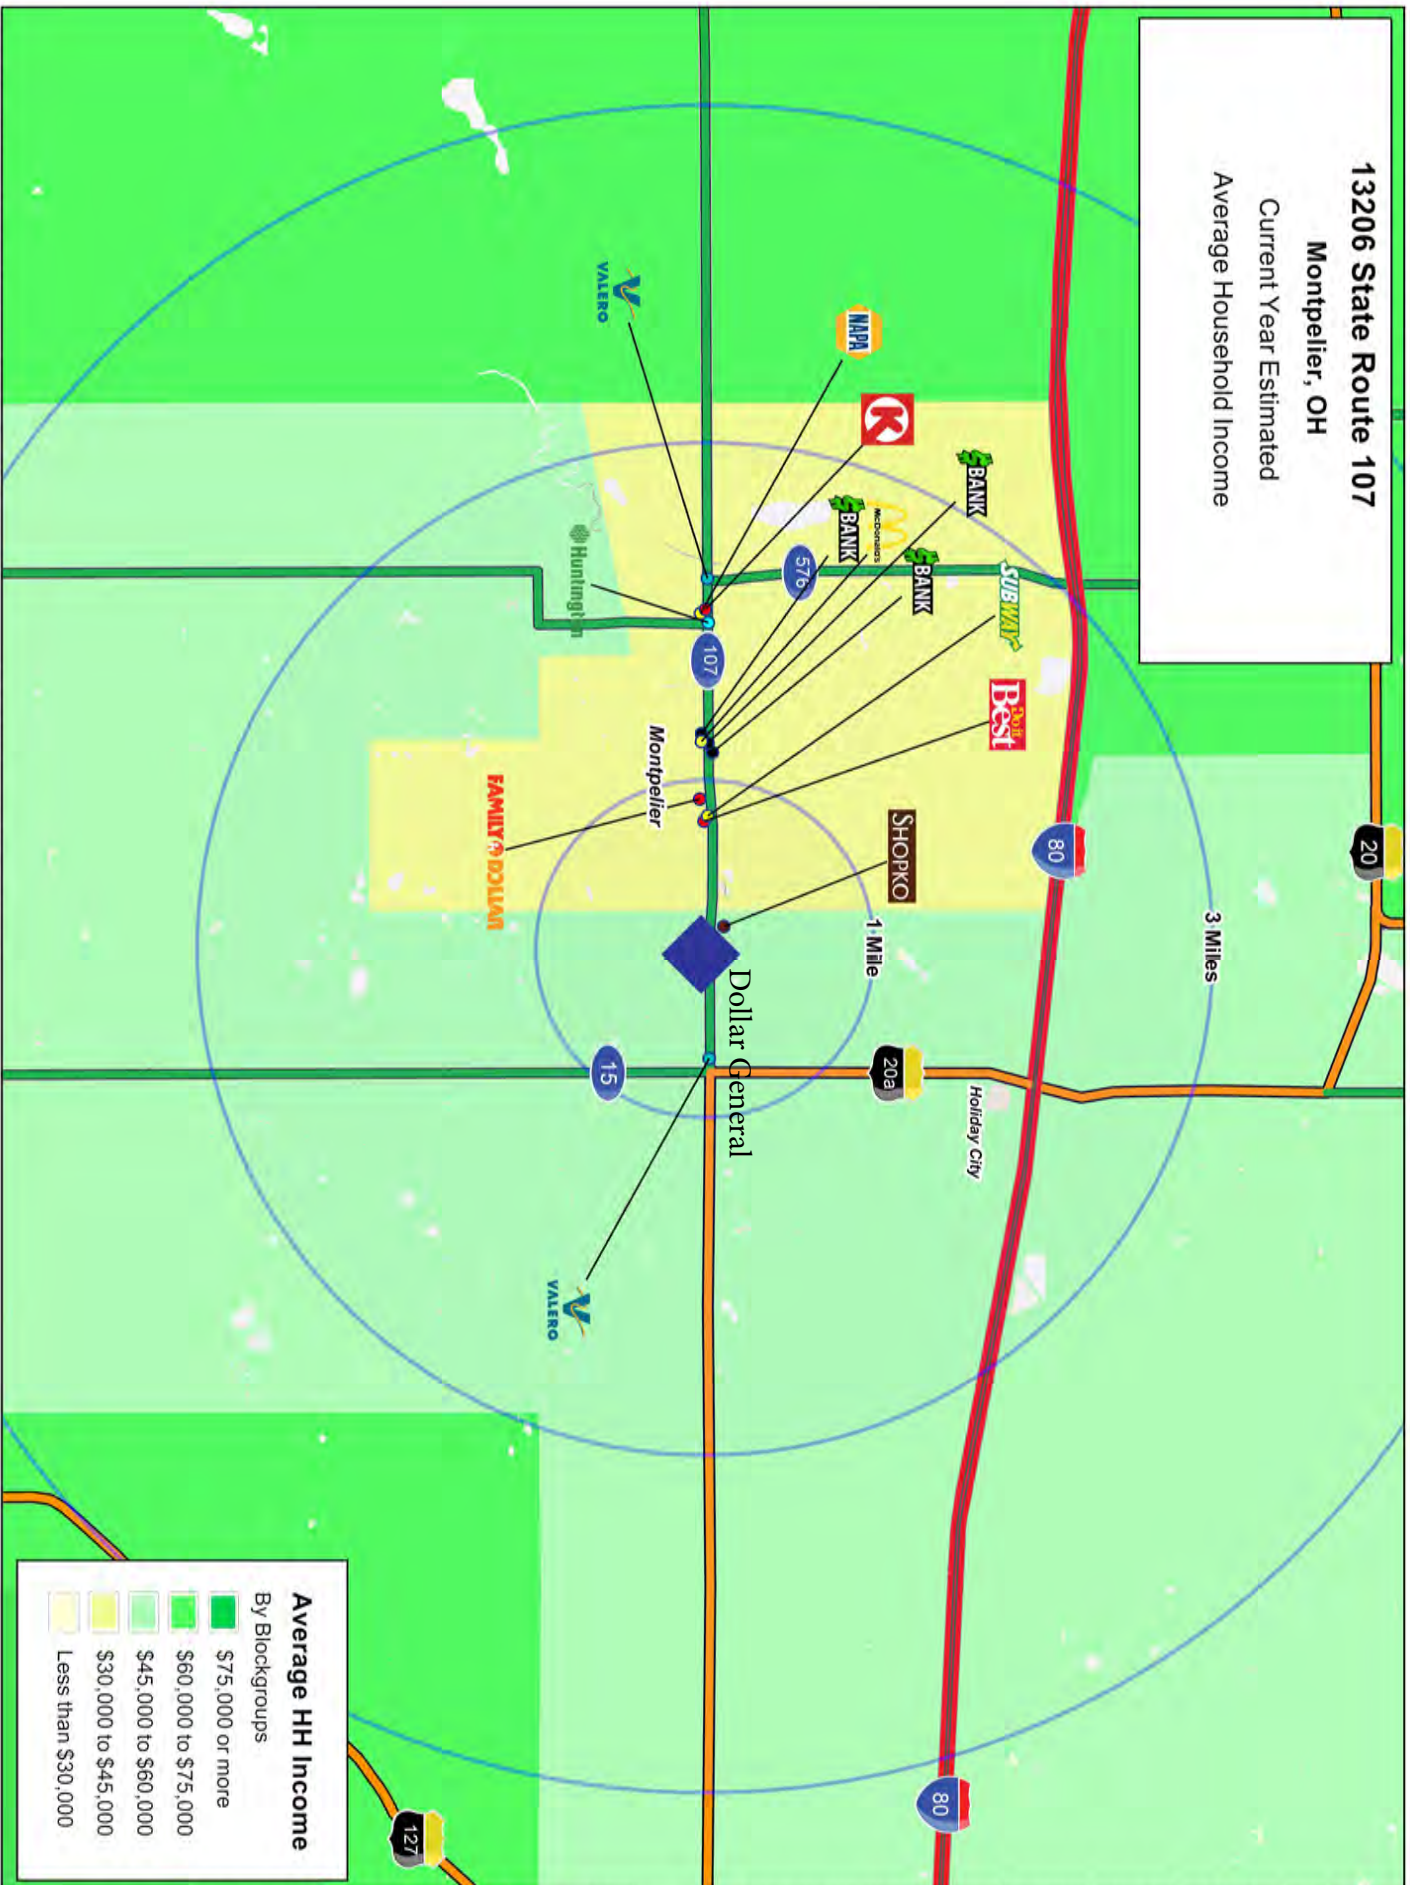 13206 State Route 107
Montpelier, OH
Current Year Estimated
Average Household Income
20
3 Miles
80
Holiday City
20a
1 Mile
Do it
Best
SUBWAY
$BANK
$BANK
McDonald's
$BANK
K
NAPA
SHOPKO
576
107
Dollar General
Montpelier
VALERO
Huntington
FAMILY DOLLAR
15
VALERO
80
127
Average HH Income
By Blockgroups
$75,000 or more
$60,000 to $75,000
$45,000 to $60,000
$30,000 to $45,000
Less than $30,000